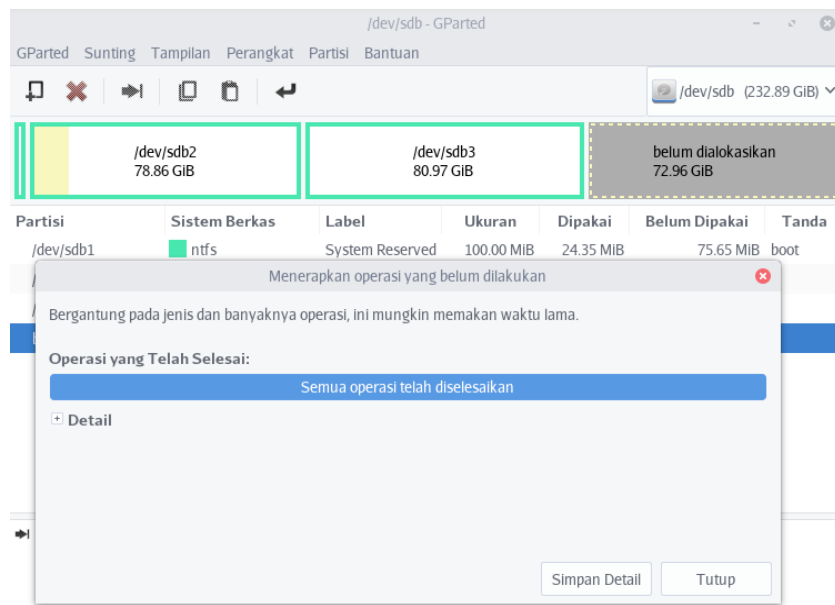 /dev/sdb - GParted
GParted Sunting Tampilan Perangkat Partisi Bantuan
/dev/sdb (232.89 GiB)
/dev/sdb2
78.86 GiB
/dev/sdb3
80.97 GiB
belum dialokasikan
72.96 GiB
Partisi Sistem Berkas Label Ukuran Dipakai Belum Dipakai Tanda
/dev/sdb1 ntfs System Reserved 100.00 MiB 24.35 MiB 75.65 MiB boot
Menerapkan operasi yang belum dilakukan
Bergantung pada jenis dan banyaknya operasi, ini mungkin memakan waktu lama.
Operasi yang Telah Selesai:
Semua operasi telah diselesaikan
Detail
Simpan Detail Tutup